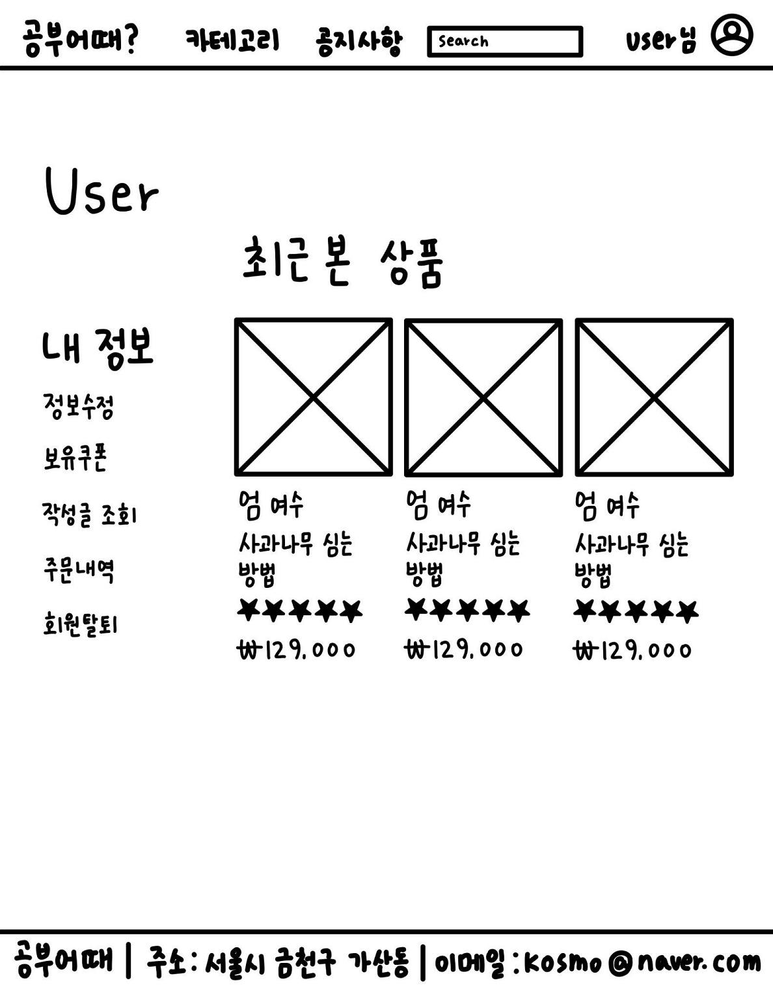 공부어때? 카테고리 공지사항 Search user님
User
최근 본 상품
내 정보
정보수정
보유쿠폰
작성글 조회
주문내역
회원탈퇴
엄 여수
사과나무 심는
방법
★★★★★
₩129,000
엄 여수
사과나무 심는
방법
★★★★★
₩129,000
엄 여수
사과나무 심는
방법
★★★★★
₩129,000
공부어때 | 주소:서울시 금천구 가산동 | 이메일:kosmo@naver.com